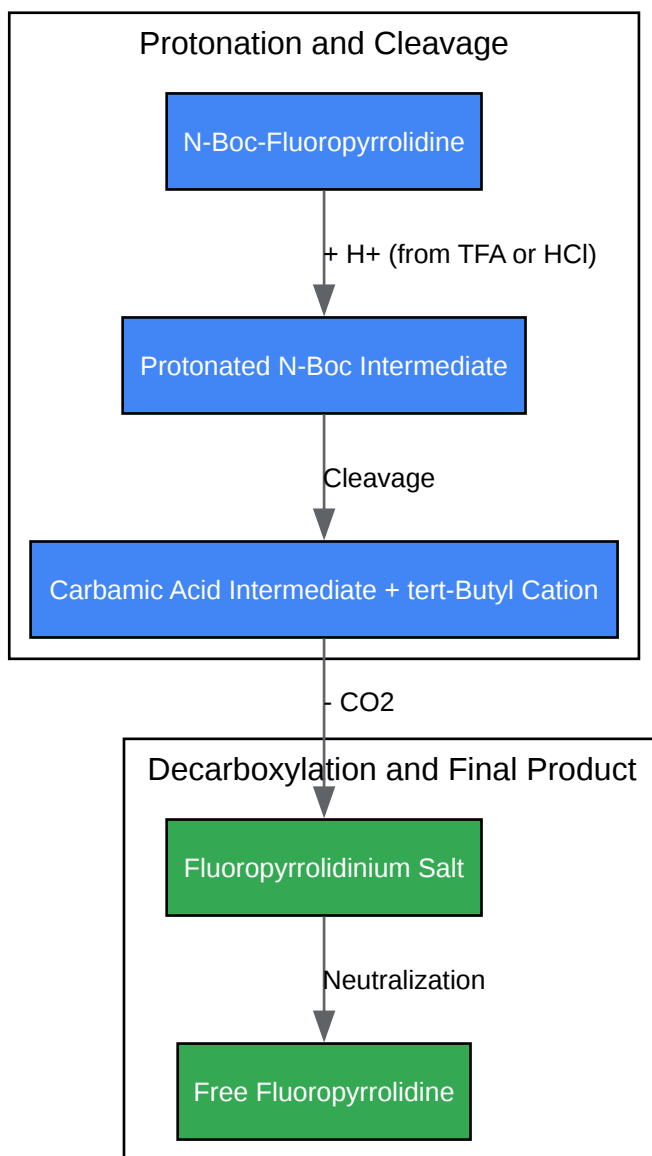 Protonation and Cleavage
N-Boc-Fluoropyrrolidine
+ H+ (from TFA or HCl)
Protonated N-Boc Intermediate
Cleavage
Carbamic Acid Intermediate + tert-Butyl Cation
- CO2
Decarboxylation and Final Product
Fluoropyrrolidinium Salt
Neutralization
Free Fluoropyrrolidine